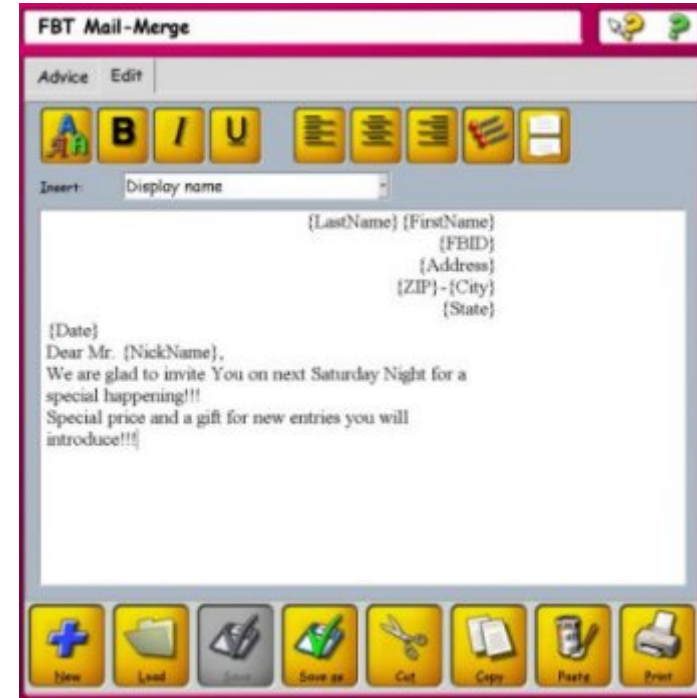 FBT Mail-Merge
Advice Edit
B I U
Insert: Display name
{LastName} {FirstName}
{FBID}
{Address}
{ZIP}-{City}
{State}
{Date}
Dear Mr. {NickName},
We are glad to invite You on next Saturday Night for a
special happening!!!
Special price and a gift for new entries you will
introduce!!!
New Load Save Save as Cut Copy Paste Print